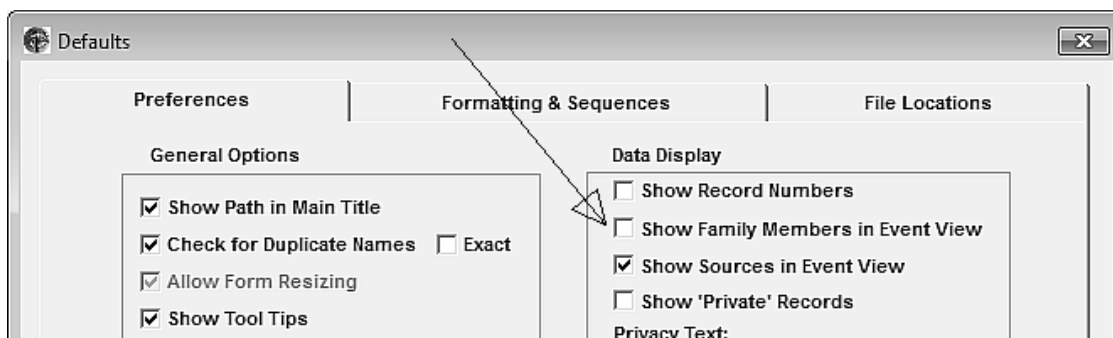 Defaults
Preferences
Formatting & Sequences
File Locations
General Options
Show Path in Main Title
Check for Duplicate Names
Exact
Allow Form Resizing
Show Tool Tips
Data Display
Show Record Numbers
Show Family Members in Event View
Show Sources in Event View
Show 'Private' Records
Privacy Text: